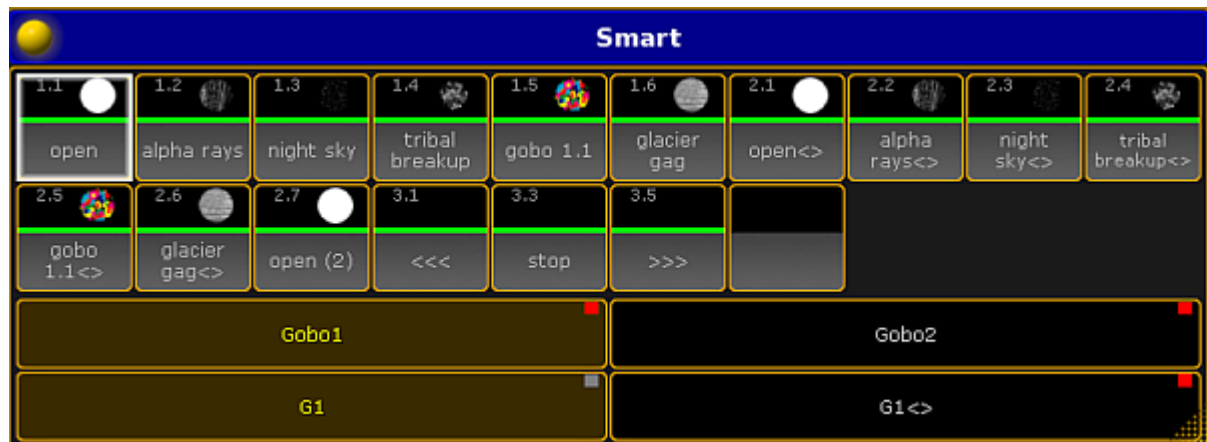 Smart
1.1 1.2 1.3 1.4 1.5 1.6 2.1 2.2 2.3 2.4
open
alpha rays
night sky
tribal
breakup
gobo 1.1
glacier
gag
open<>
alpha
rays<>
night
sky<>
tribal
breakup<>
2.5 2.6 2.7 3.1 3.3 3.5
gobo
1.1<>
glacier
gag<>
open (2)
<<<
stop
>>>
Gobo1
Gobo2
G1
G1<>